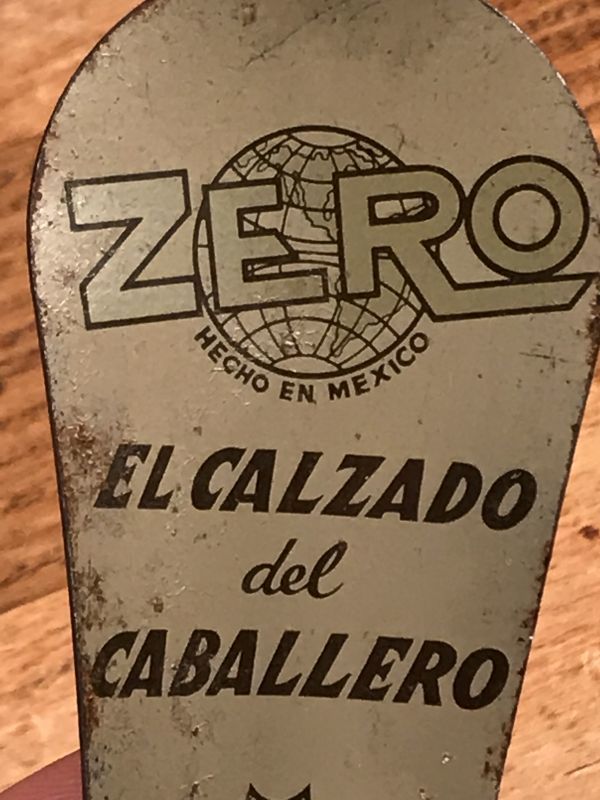 ZERO
HECHO EN MEXICO
EL CALZADO
del
CABALLERO